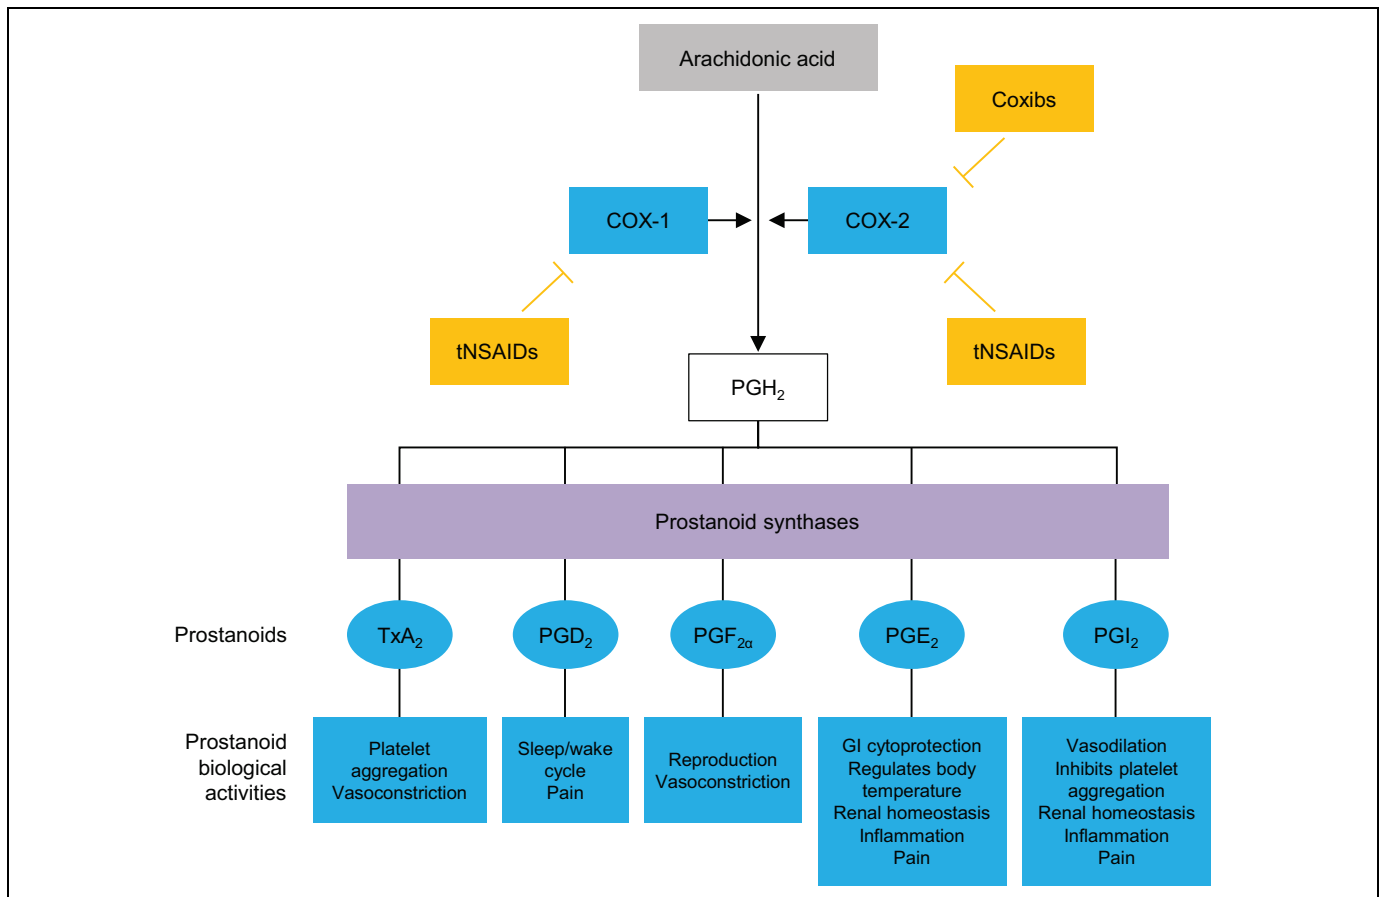 Arachidonic acid
Coxibs
COX-1
COX-2
tNSAIDs
tNSAIDs
PGH₂
Prostanoid synthases
Prostanoids
TxA₂
PGD₂
PGF₂α
PGE₂
PGI₂
Prostanoid
biological
activities
Platelet
aggregation
Vasoconstriction
Sleep/wake
cycle
Pain
Reproduction
Vasoconstriction
GI cytoprotection
Regulates body
temperature
Renal homeostasis
Inflammation
Pain
Vasodilation
Inhibits platelet
aggregation
Renal homeostasis
Inflammation
Pain